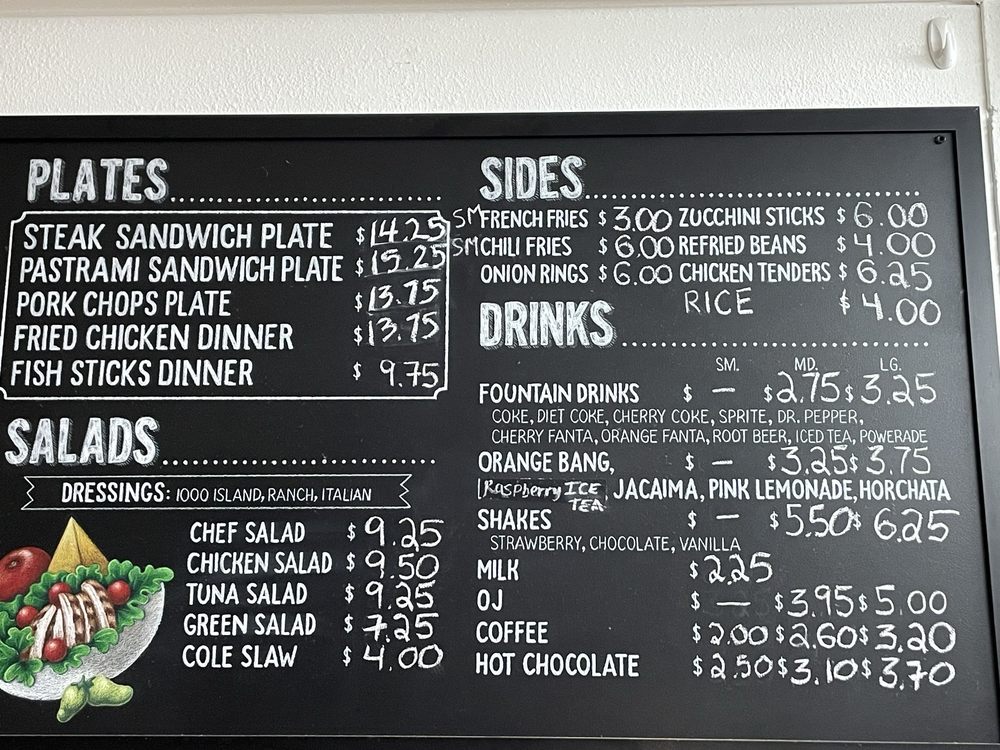 PLATES
STEAK SANDWICH PLATE $14.25
PASTRAMI SANDWICH PLATE $15.25
PORK CHOPS PLATE $13.75
FRIED CHICKEN DINNER $13.75
FISH STICKS DINNER $9.75
SALADS
DRESSINGS: 1000 ISLAND, RANCH, ITALIAN
CHEF SALAD $9.25
CHICKEN SALAD $9.50
TUNA SALAD $9.25
GREEN SALAD $7.25
COLE SLAW $4.00
SIDES
SM FRENCH FRIES $3.00 ZUCCHINI STICKS $6.00
SM CHILI FRIES $6.00 REFRIED BEANS $4.00
ONION RINGS $6.00 CHICKEN TENDERS $6.25
RICE $4.00
DRINKS
SM. MD. LG.
FOUNTAIN DRINKS $ – $2.75 $3.25
COKE, DIET COKE, CHERRY COKE, SPRITE, DR. PEPPER,
CHERRY FANTA, ORANGE FANTA, ROOT BEER, ICED TEA, POWERADE
ORANGE BANG, $ – $3.25 $3.75
Raspberry ICE TEA, JACAIMA, PINK LEMONADE, HORCHATA
SHAKES $ – $5.50 $6.25
STRAWBERRY, CHOCOLATE, VANILLA
MILK $2.25
OJ $ – $3.95 $5.00
COFFEE $2.00 $2.60 $3.20
HOT CHOCOLATE $2.50 $3.10 $3.70